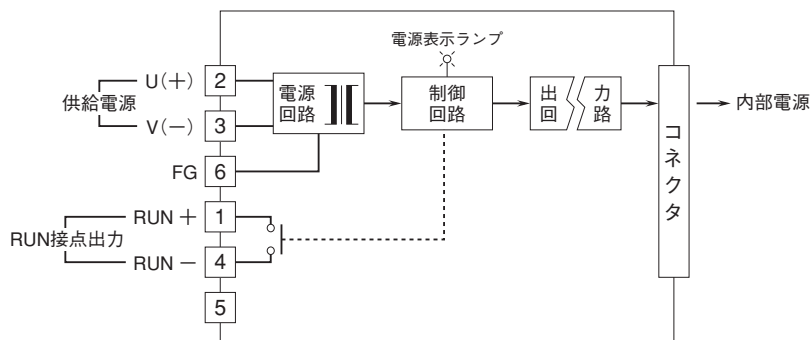 電源表示ランプ
供給電源
U(+)
2
V(−)
3
FG
6
電源
回路
制御
回路
出力
回路
コネクタ
内部電源
RUN接点出力
RUN +
1
RUN −
4
5